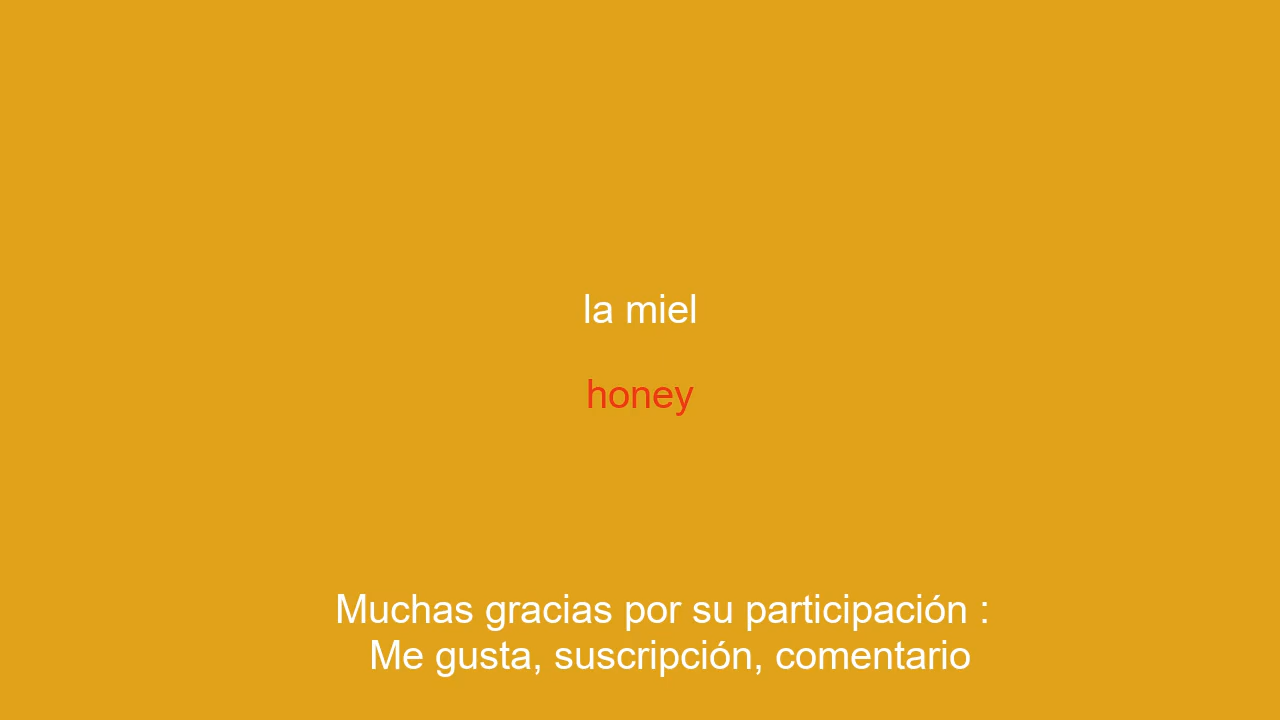 la miel
honey
Muchas gracias por su participación :
Me gusta, suscripción, comentario